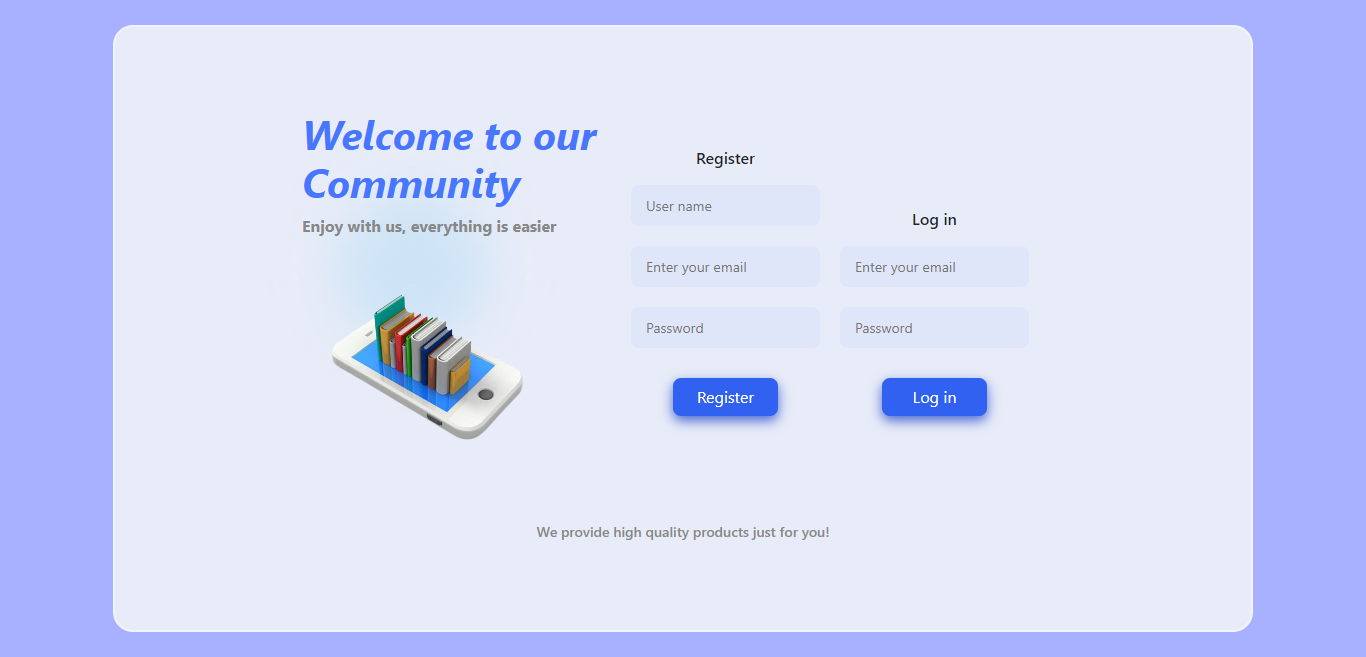 Welcome to our
Community
Enjoy with us, everything is easier
Register
User name
Enter your email
Password
Register
Log in
Enter your email
Password
Log in
We provide high quality products just for you!